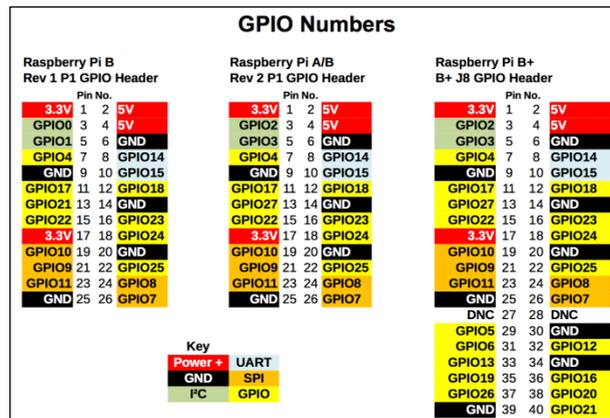 GPIO Numbers
Raspberry Pi B
Rev 1 P1 GPIO Header
Pin No.
3.3V 1 2 5V
GPIO0 3 4 5V
GPIO1 5 6 GND
GPIO4 7 8 GPIO14
GND 9 10 GPIO15
GPIO17 11 12 GPIO18
GPIO21 13 14 GND
GPIO22 15 16 GPIO23
3.3V 17 18 GPIO24
GPIO10 19 20 GND
GPIO9 21 22 GPIO25
GPIO11 23 24 GPIO8
GND 25 26 GPIO7
Raspberry Pi A/B
Rev 2 P1 GPIO Header
Pin No.
3.3V 1 2 5V
GPIO2 3 4 5V
GPIO3 5 6 GND
GPIO4 7 8 GPIO14
GND 9 10 GPIO15
GPIO17 11 12 GPIO18
GPIO27 13 14 GND
GPIO22 15 16 GPIO23
3.3V 17 18 GPIO24
GPIO10 19 20 GND
GPIO9 21 22 GPIO25
GPIO11 23 24 GPIO8
GND 25 26 GPIO7
Raspberry Pi B+
B+ J8 GPIO Header
Pin No.
3.3V 1 2 5V
GPIO2 3 4 5V
GPIO3 5 6 GND
GPIO4 7 8 GPIO14
GND 9 10 GPIO15
GPIO17 11 12 GPIO18
GPIO27 13 14 GND
GPIO22 15 16 GPIO23
3.3V 17 18 GPIO24
GPIO10 19 20 GND
GPIO9 21 22 GPIO25
GPIO11 23 24 GPIO8
GND 25 26 GPIO7
DNC 27 28 DNC
GPIO5 29 30 GND
GPIO6 31 32 GPIO12
GPIO13 33 34 GND
GPIO19 35 36 GPIO16
GPIO26 37 38 GPIO20
GND 39 40 GPIO21
Key
Power + UART
GND SPI
I²C GPIO